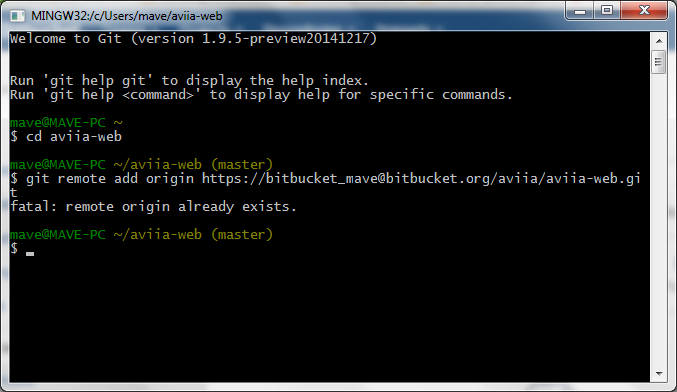 MINGW32:/c/Users/mave/aviia-web
Welcome to Git (version 1.9.5-preview20141217)
Run 'git help git' to display the help index.
Run 'git help <command>' to display help for specific commands.
mave@MAVE-PC ~
$ cd aviia-web
mave@MAVE-PC ~/aviia-web (master)
$ git remote add origin https://bitbucket_mave@bitbucket.org/aviia/aviia-web.gi
t
fatal: remote origin already exists.
mave@MAVE-PC ~/aviia-web (master)
$